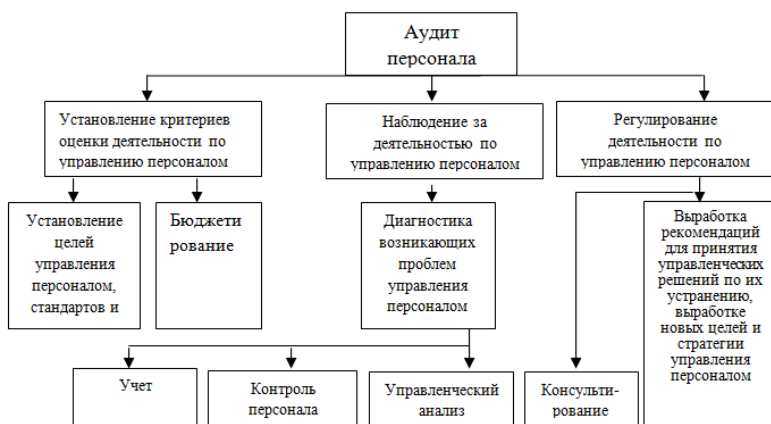 Аудит
персонала
Установление критериев
оценки деятельности по
управлению персоналом
Наблюдение за
деятельностью по
управлению персоналом
Регулирование
деятельности по
управлению персоналом
Установление
целей
управления
персоналом,
стандартов и
Бюджети
рование
Диагностика
возникающих
проблем
управления
персоналом
Выработка
рекомендаций
для принятия
управленческих
решений по их
устранению,
выработке
новых целей и
стратегии
управления
персоналом
Учет
Контроль
персонала
Управленческий
анализ
Консульти-
рование